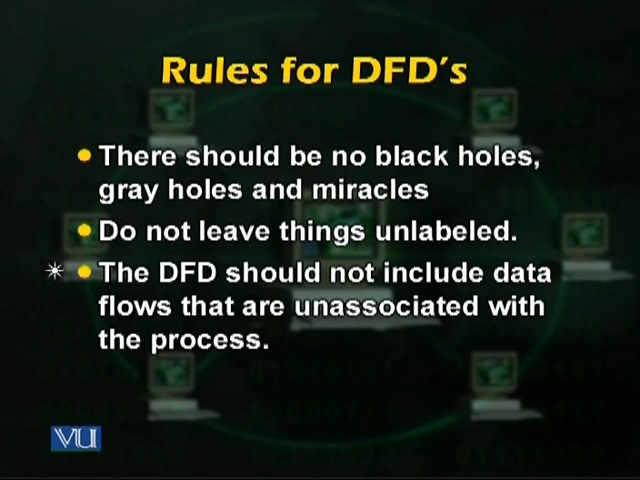 Rules for DFD's
There should be no black holes,
gray holes and miracles
Do not leave things unlabeled.
The DFD should not include data
flows that are unassociated with
the process.
VU